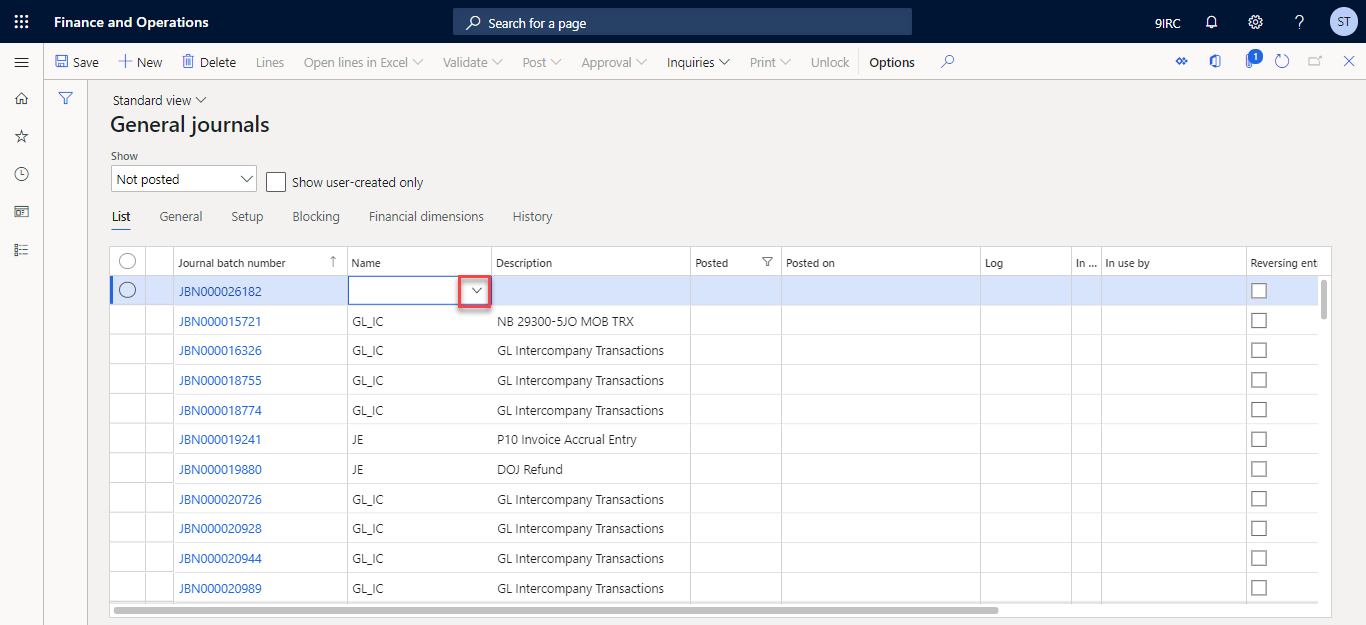 Finance and Operations
Search for a page
9IRC
?
ST
Save
New
Delete
Lines
Open lines in Excel
Validate
Post
Approval
Inquiries
Print
Unlock
Options
1
Standard view
General journals
Show
Not posted
Show user-created only
List
General
Setup
Blocking
Financial dimensions
History
Journal batch number Name Description Posted Posted on Log In ... In use by Reversing ent
JBN000026182
JBN000015721 GL_IC NB 29300-5JO MOB TRX
JBN000016326 GL_IC GL Intercompany Transactions
JBN000018755 GL_IC GL Intercompany Transactions
JBN000018774 GL_IC GL Intercompany Transactions
JBN000019241 JE P10 Invoice Accrual Entry
JBN000019880 JE DOJ Refund
JBN000020726 GL_IC GL Intercompany Transactions
JBN000020928 GL_IC GL Intercompany Transactions
JBN000020944 GL_IC GL Intercompany Transactions
JBN000020989 GL_IC GL Intercompany Transactions